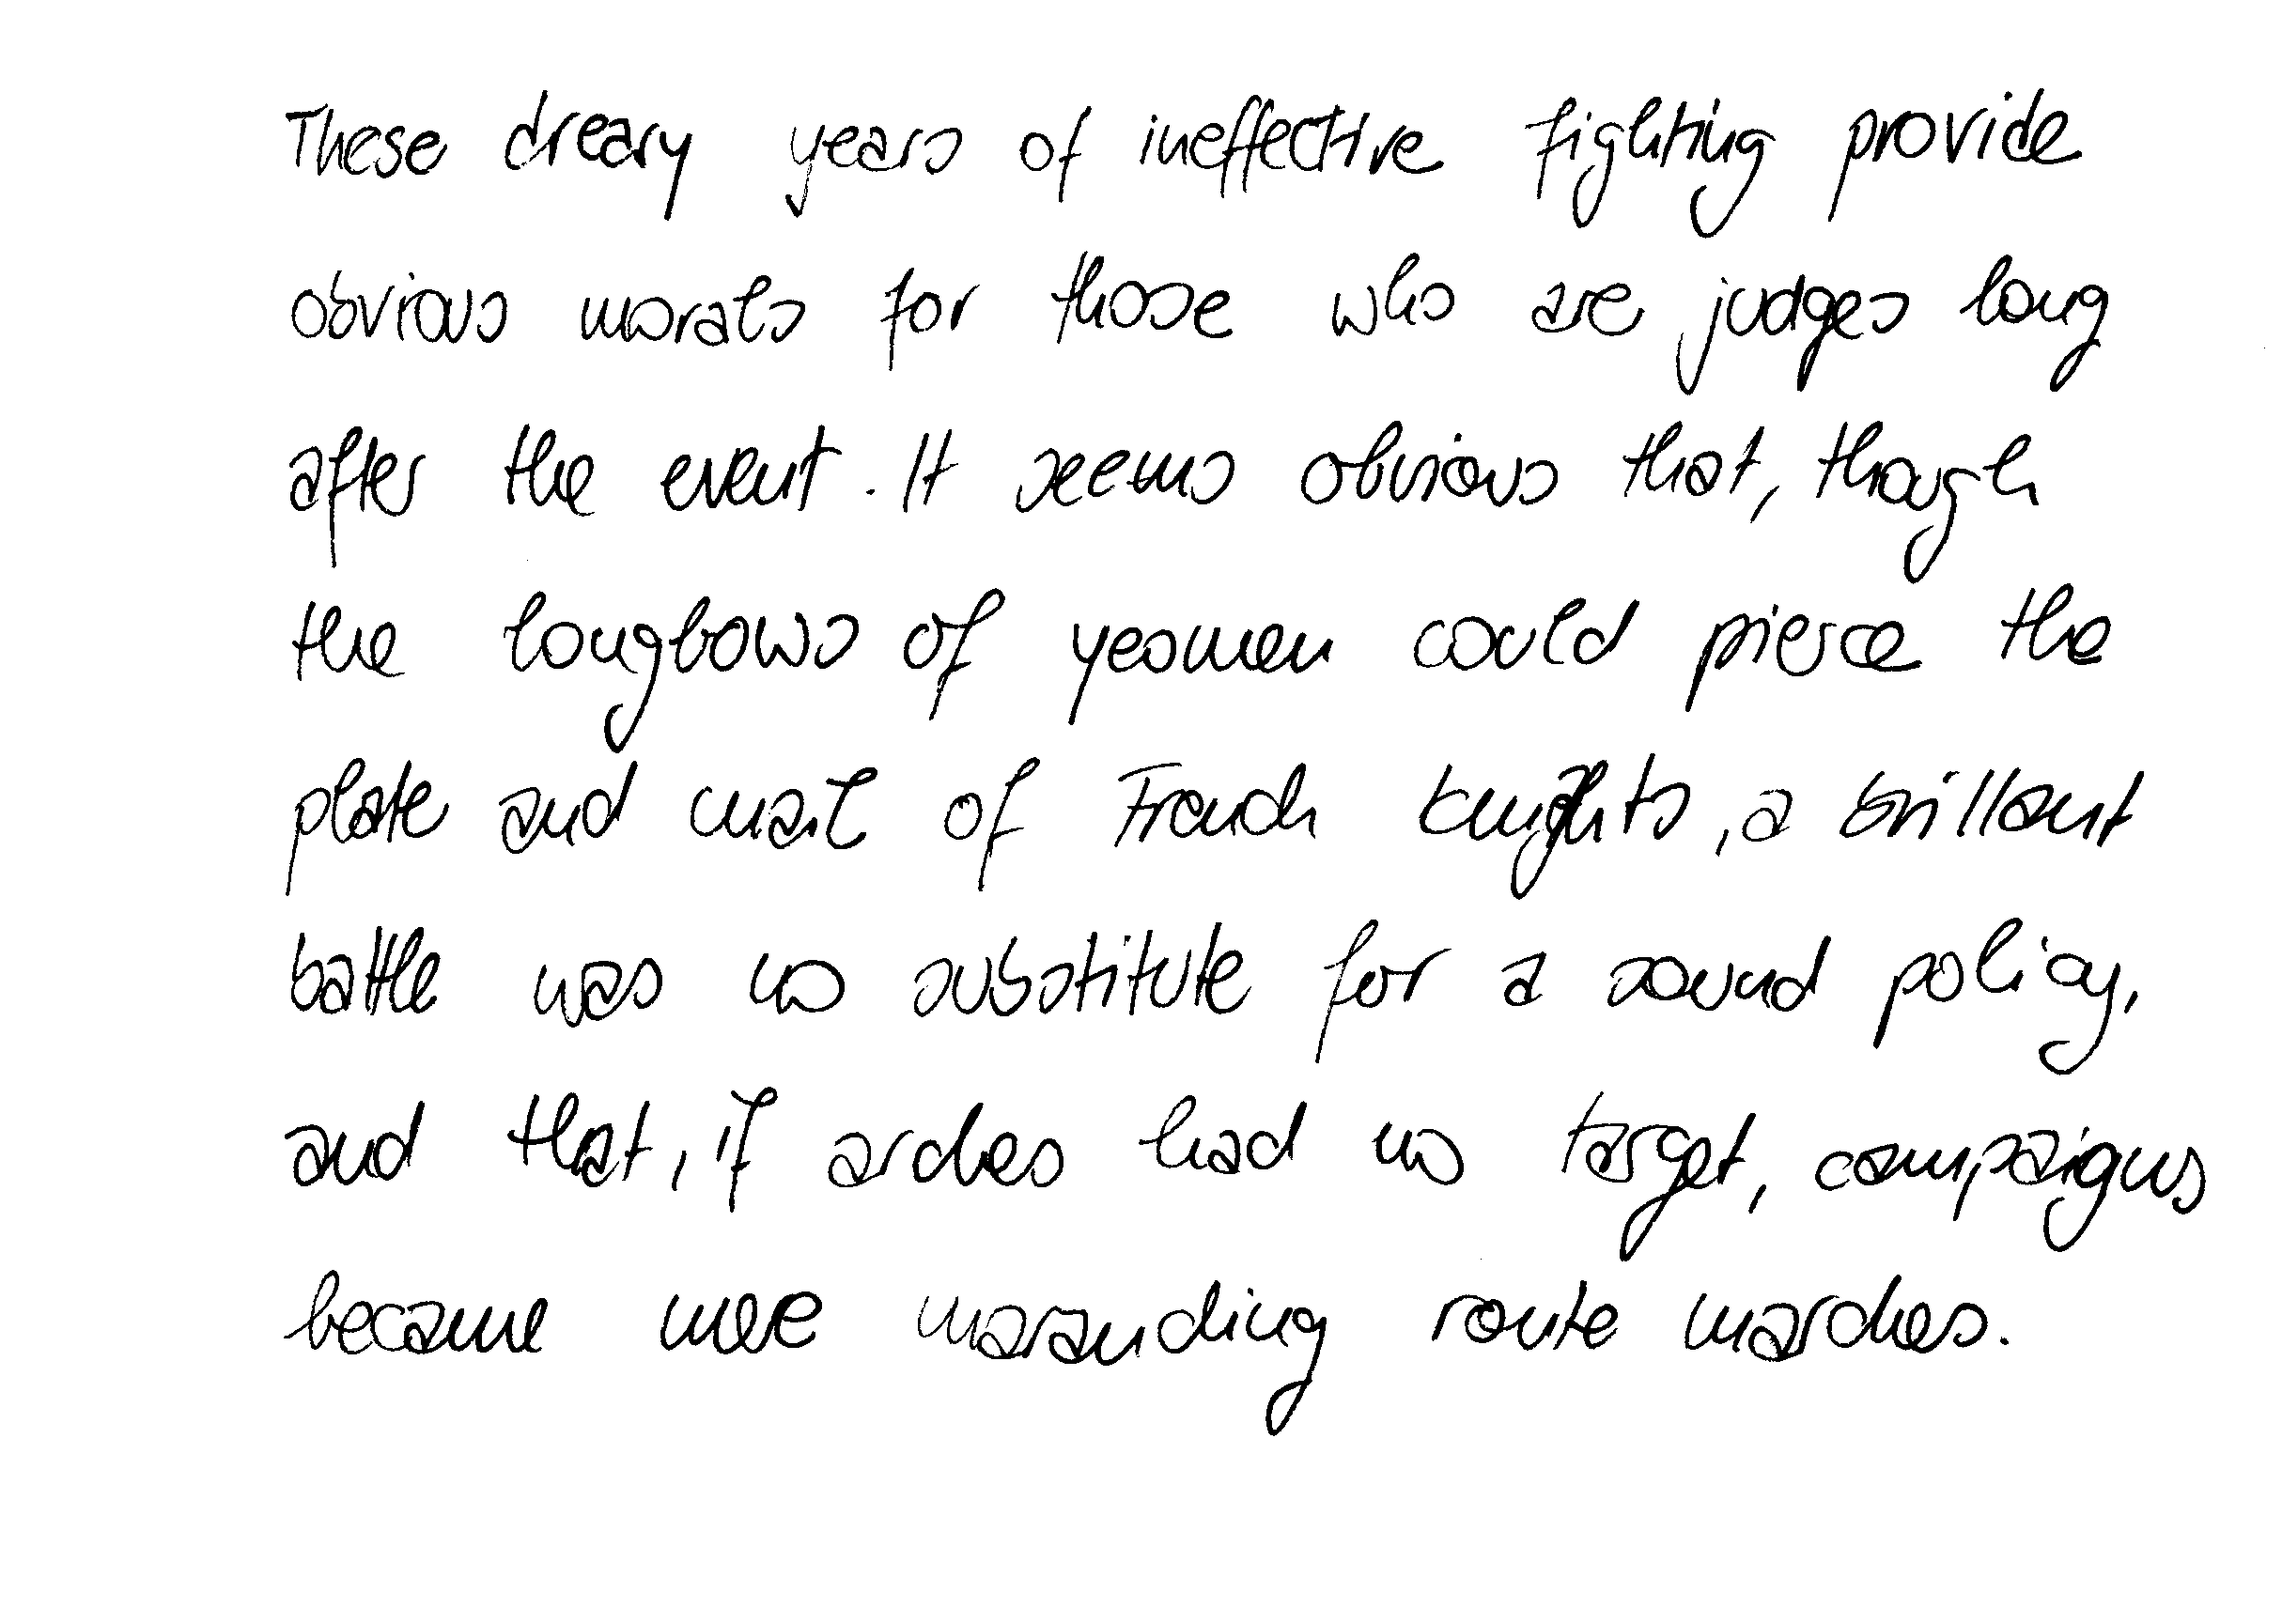 These dreary years of ineffective fighting provide
obvious morals for those who are judges long
after the event. It seems obvious that, though
the longbows of yeomen could pierce the
plate and mail of French knights, a brilliant
battle was no substitute for a sound policy,
and that, if archers had no target, campaigns
became mere marauding route marches.